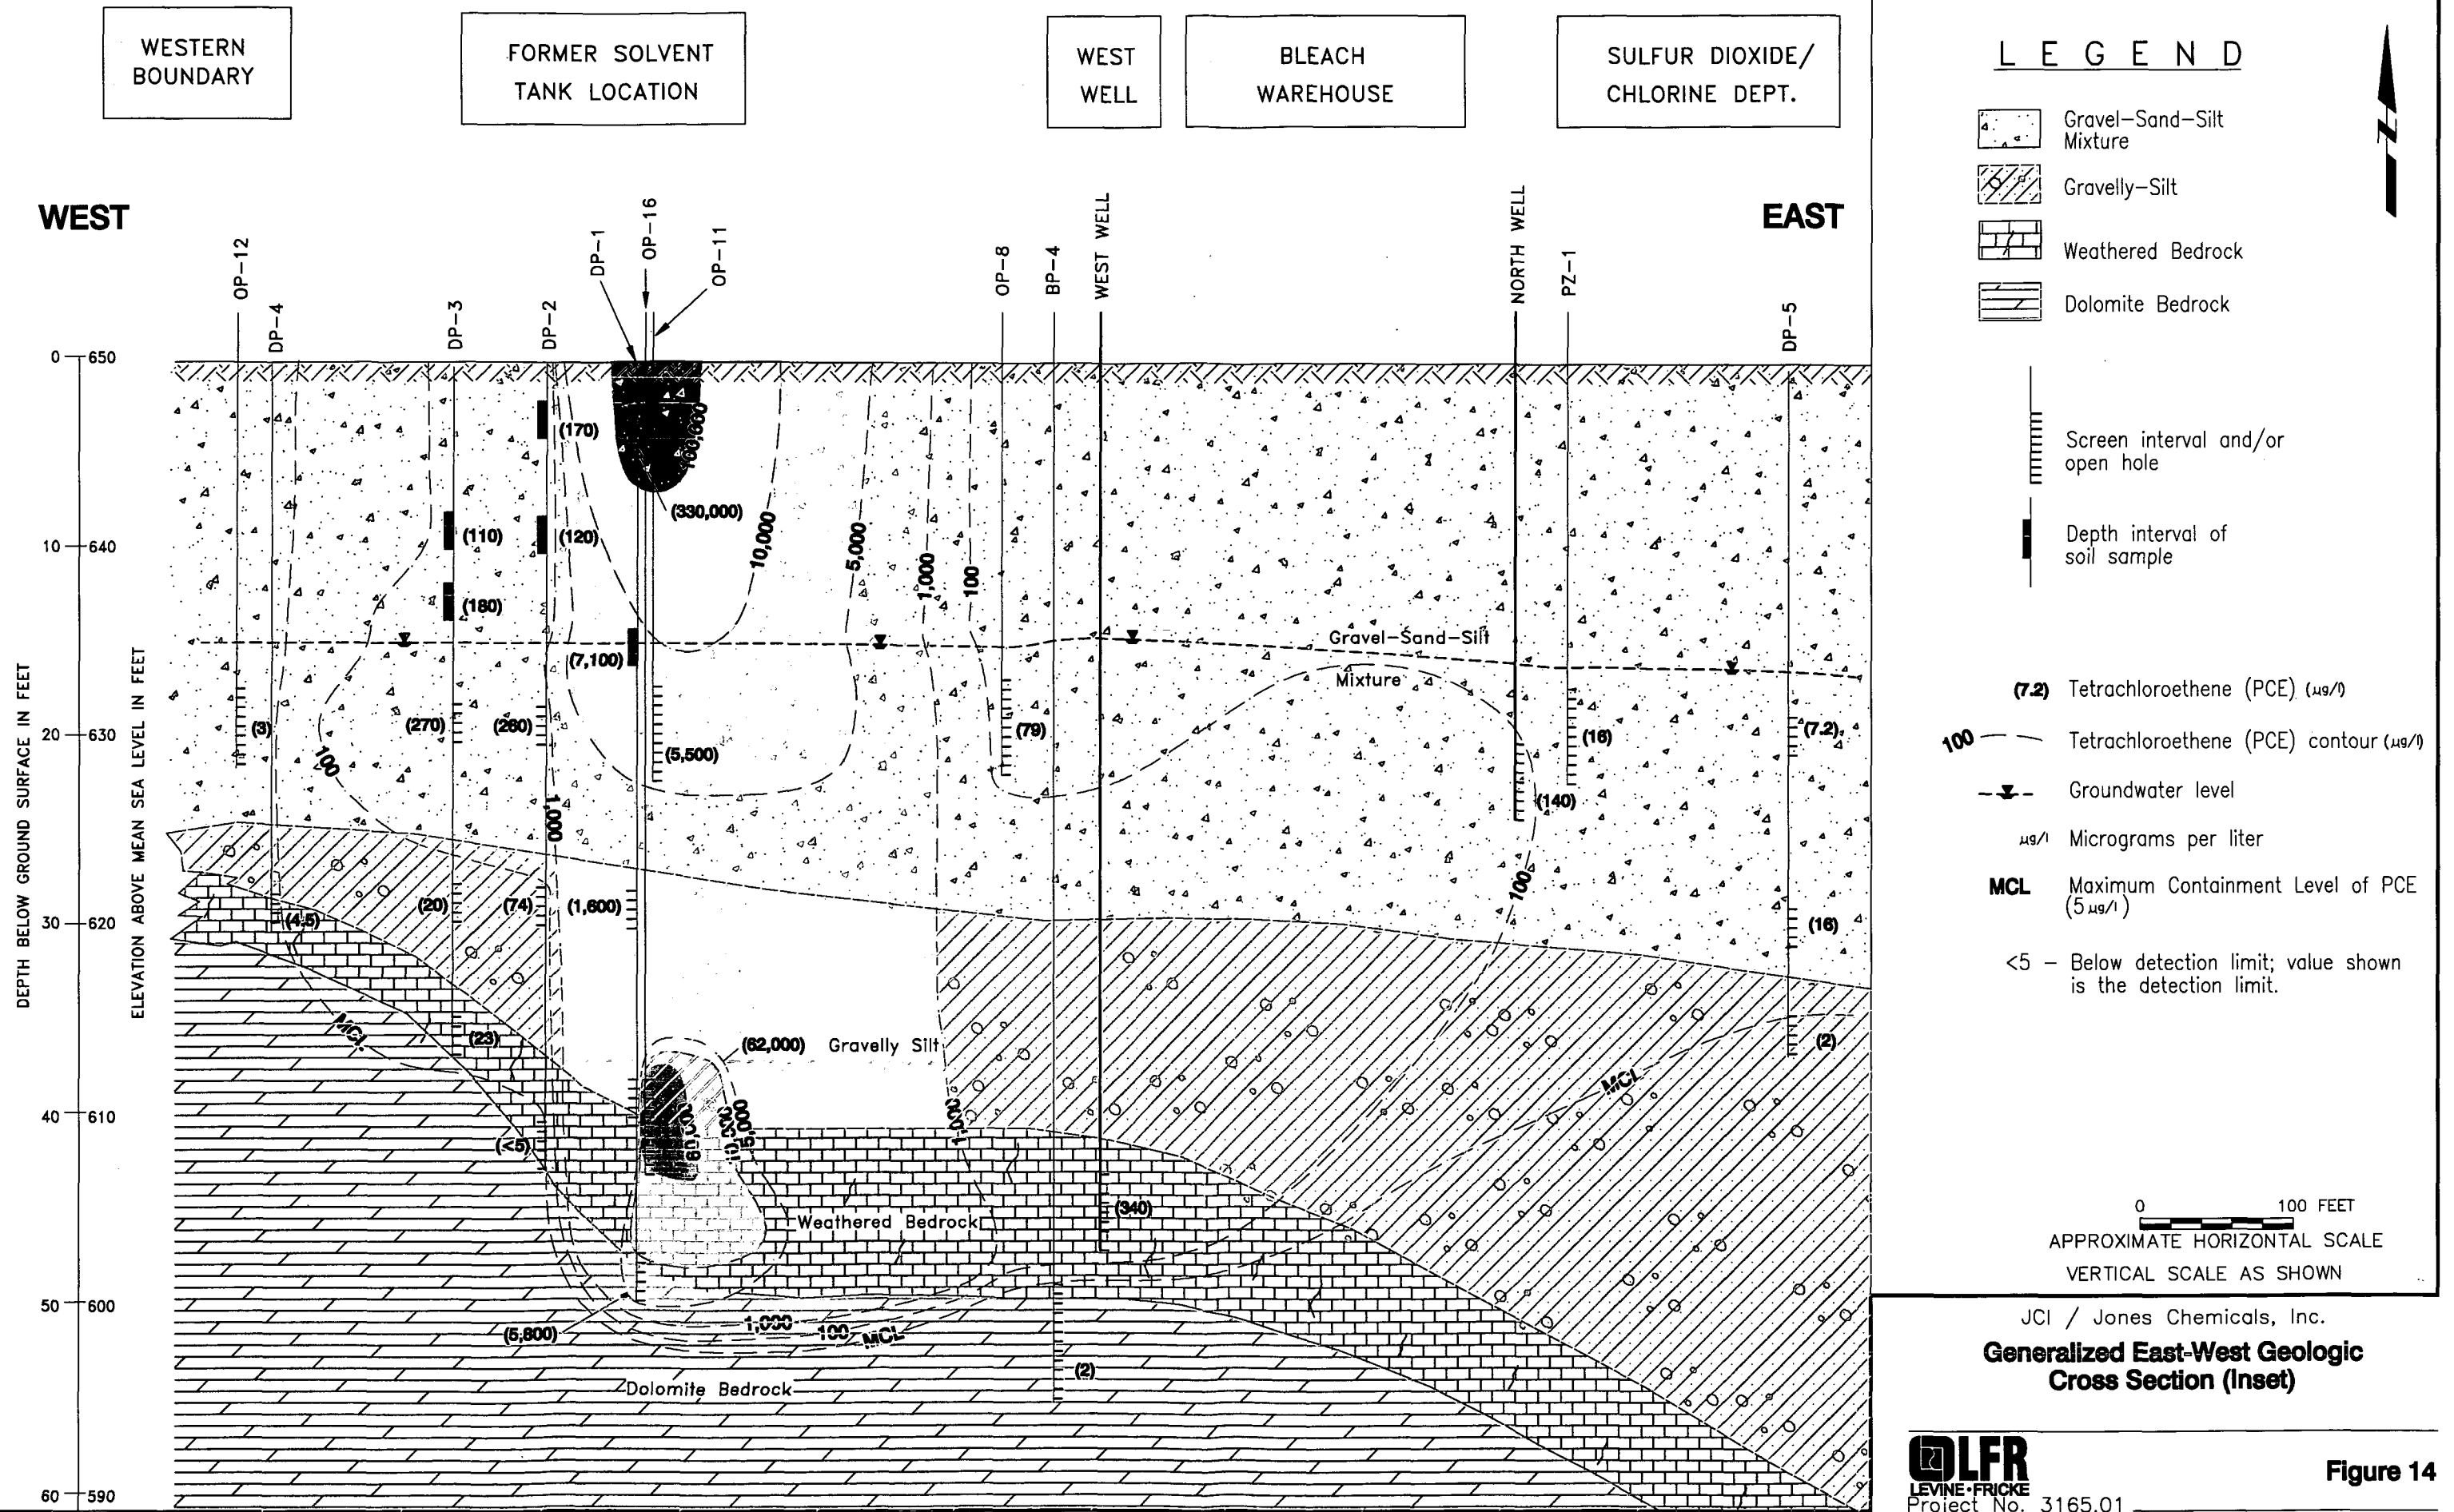 WESTERN
BOUNDARY
FORMER SOLVENT
TANK LOCATION
WEST
WELL
BLEACH
WAREHOUSE
SULFUR DIOXIDE/
CHLORINE DEPT.
WEST
EAST
OP-12
DP-4
DP-3
DP-2
DP-1
OP-16
OP-11
OP-8
BP-4
WEST WELL
NORTH WELL
PZ-1
DP-5
0
650
10
640
20
630
30
620
40
610
50
600
60
590
DEPTH BELOW GROUND SURFACE IN FEET
ELEVATION ABOVE MEAN SEA LEVEL IN FEET
(170)
100,000
(330,000)
(110)
(120)
10,000
5,000
1,000
100
(180)
(7,100)
Gravel-Sand-Silt
Mixture
(3)
100
(270)
(260)
(5,500)
(79)
(16)
(7.2)
1,000
(140)
100
(4.5)
(20)
(74)
(1,600)
(16)
MCL
(23)
(62,000)
Gravelly Silt
(2)
MCL
(<5)
60,000
10,000
5,000
1,000
Weathered Bedrock
(340)
(5,800)
1,000
100
MCL
(2)
Dolomite Bedrock
LEGEND
Gravel-Sand-Silt
Mixture
Gravelly-Silt
Weathered Bedrock
Dolomite Bedrock
Screen interval and/or
open hole
Depth interval of
soil sample
(7.2) Tetrachloroethene (PCE) (µg/l)
100 Tetrachloroethene (PCE) contour (µg/l)
Groundwater level
µg/l Micrograms per liter
MCL Maximum Containment Level of PCE
(5 µg/l)
<5 - Below detection limit; value shown
is the detection limit.
0 100 FEET
APPROXIMATE HORIZONTAL SCALE
VERTICAL SCALE AS SHOWN
JCI / Jones Chemicals, Inc.
Generalized East-West Geologic
Cross Section (Inset)
LFR
LEVINE·FRICKE
Project No. 3165.01
Figure 14
N